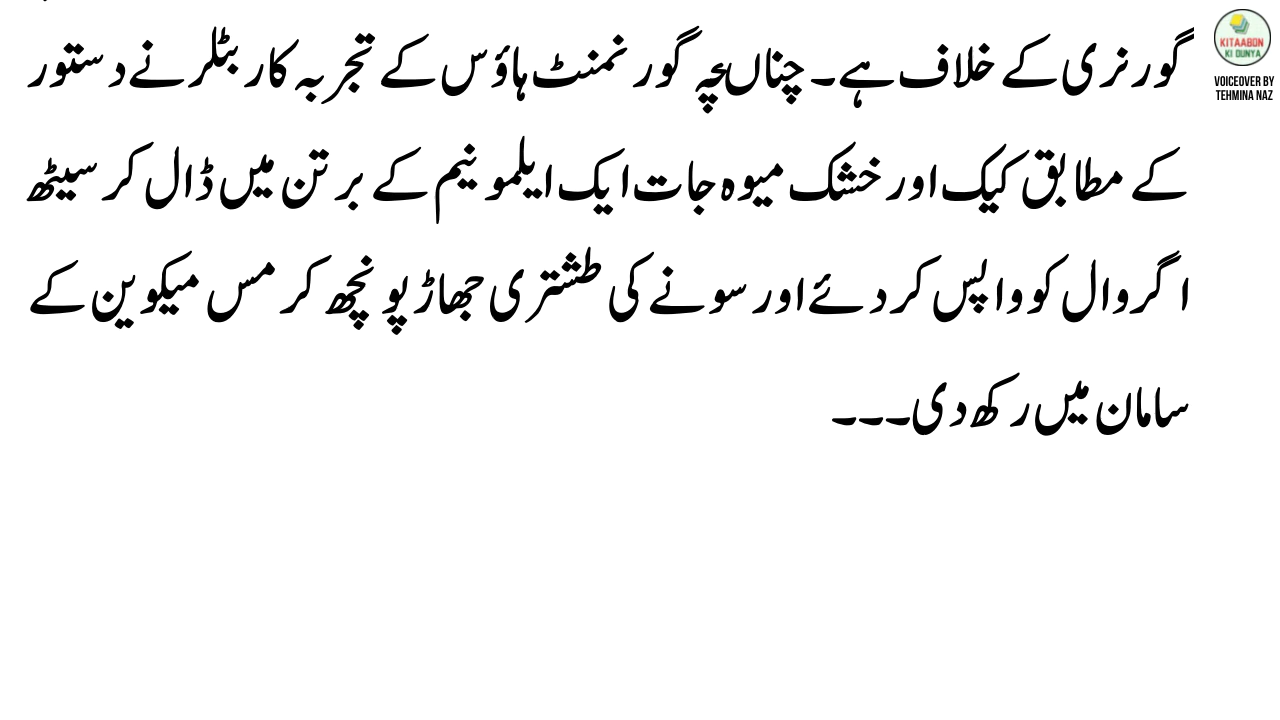 گورنری کے خلاف ہے۔ چناں چہ گورنمنٹ ہاؤس کے تجربہ کار بٹلر نے دستور
کے مطابق کیک اور خشک میوہ جات ایک ایلمونیم کے برتن میں ڈال کر سیٹھ
اگروال کو واپس کر دئے اور سونے کی طشتری جھاڑ پونچھ کر مس میکوین کے
سامان میں رکھ دی۔۔۔
KITAABON
KI DUNYA
VOICEOVER BY
TEHMINA NAZ